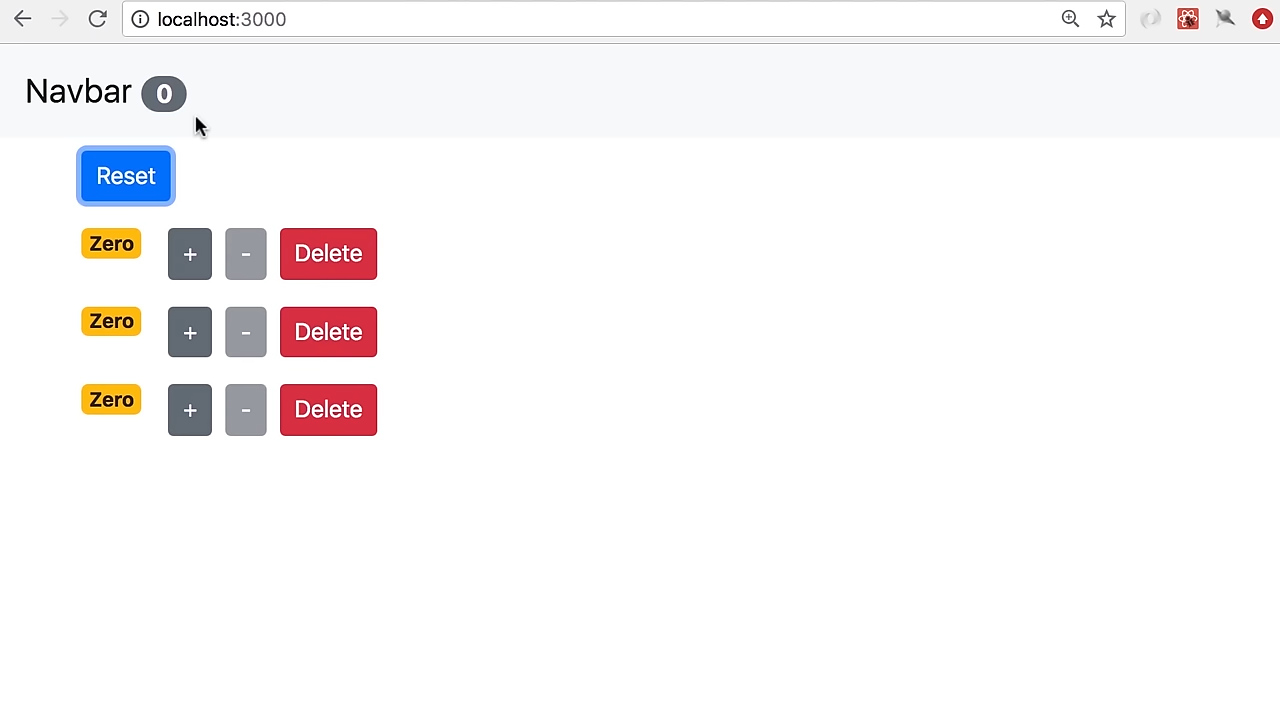 localhost:3000
Navbar 0
Reset
Zero + - Delete
Zero + - Delete
Zero + - Delete